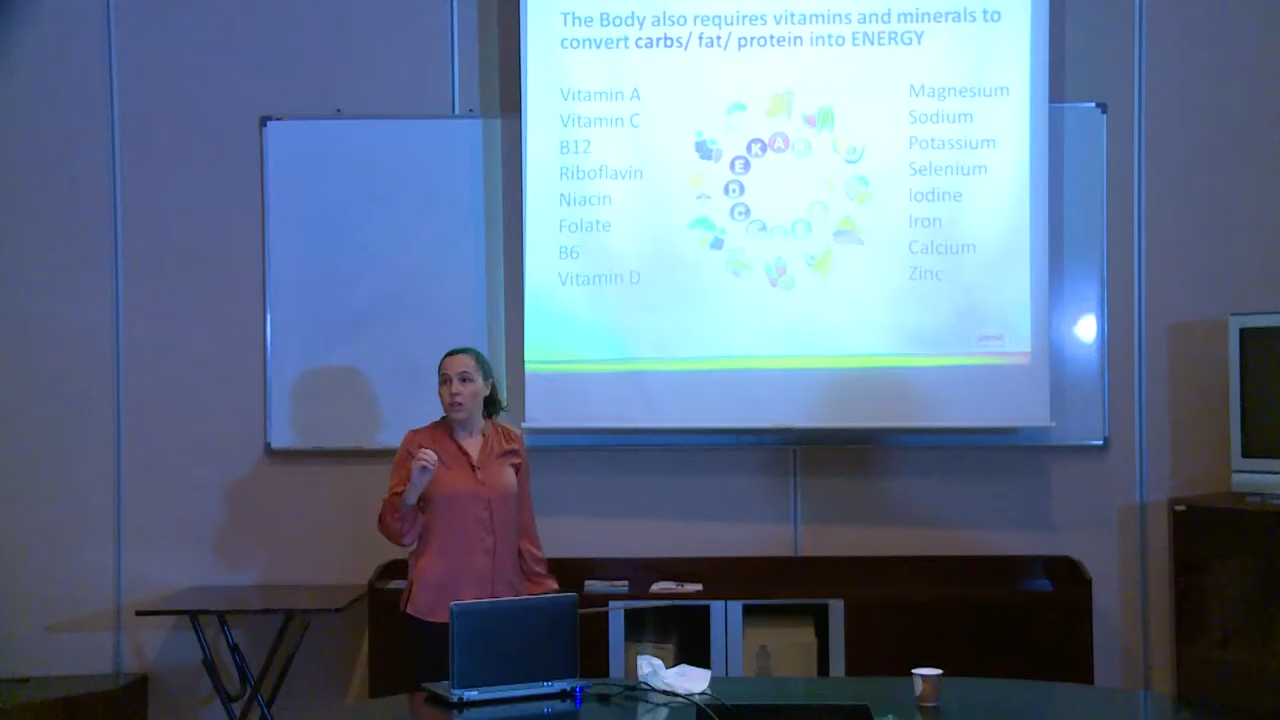 The Body also requires vitamins and minerals to
convert carbs/ fat/ protein into ENERGY
Vitamin A
Vitamin C
B12
Riboflavin
Niacin
Folate
B6
Vitamin D
K
A
E
D
C
Magnesium
Sodium
Potassium
Selenium
Iodine
Iron
Calcium
Zinc